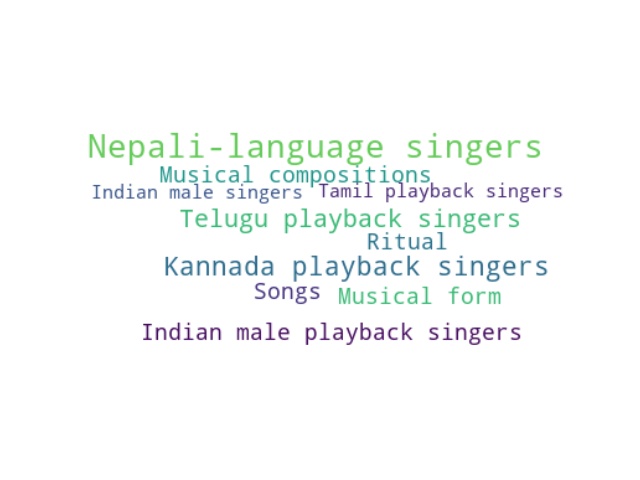 Nepali-language singers
Musical compositions
Indian male singers Tamil playback singers
Telugu playback singers
Ritual
Kannada playback singers
Songs Musical form
Indian male playback singers